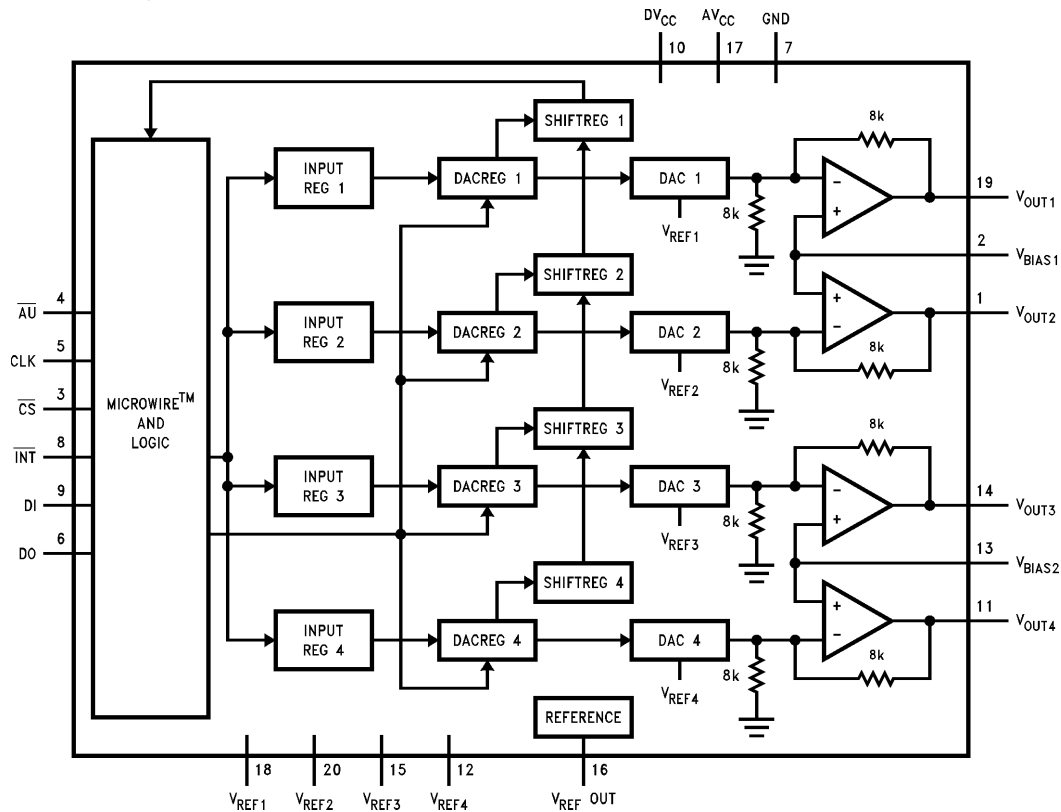 DVCC AVCC GND
10 17 7
SHIFTREG 1
8k
INPUT
REG 1
DACREG 1
DAC 1
8k
VREF1
−
+
19
VOUT1
2
VBIAS1
SHIFTREG 2
INPUT
REG 2
DACREG 2
DAC 2
8k
VREF2
+
−
8k
1
VOUT2
AU
4
CLK
5
CS
3
INT
8
DI
9
DO
6
MICROWIRE™
AND
LOGIC
SHIFTREG 3
8k
INPUT
REG 3
DACREG 3
DAC 3
8k
VREF3
−
+
14
VOUT3
13
VBIAS2
SHIFTREG 4
INPUT
REG 4
DACREG 4
DAC 4
8k
VREF4
+
−
8k
11
VOUT4
REFERENCE
18 20 15 12 16
VREF1 VREF2 VREF3 VREF4 VREF OUT